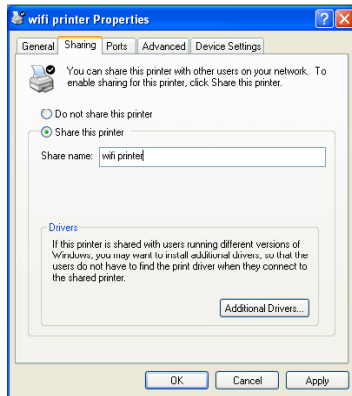 wifi printer Properties
General Sharing Ports Advanced Device Settings
You can share this printer with other users on your network. To
enable sharing for this printer, click Share this printer.
Do not share this printer
Share this printer
Share name: wifi printer
Drivers
If this printer is shared with users running different versions of
Windows, you may want to install additional drivers, so that the
users do not have to find the print driver when they connect to
the shared printer.
Additional Drivers...
OK Cancel Apply